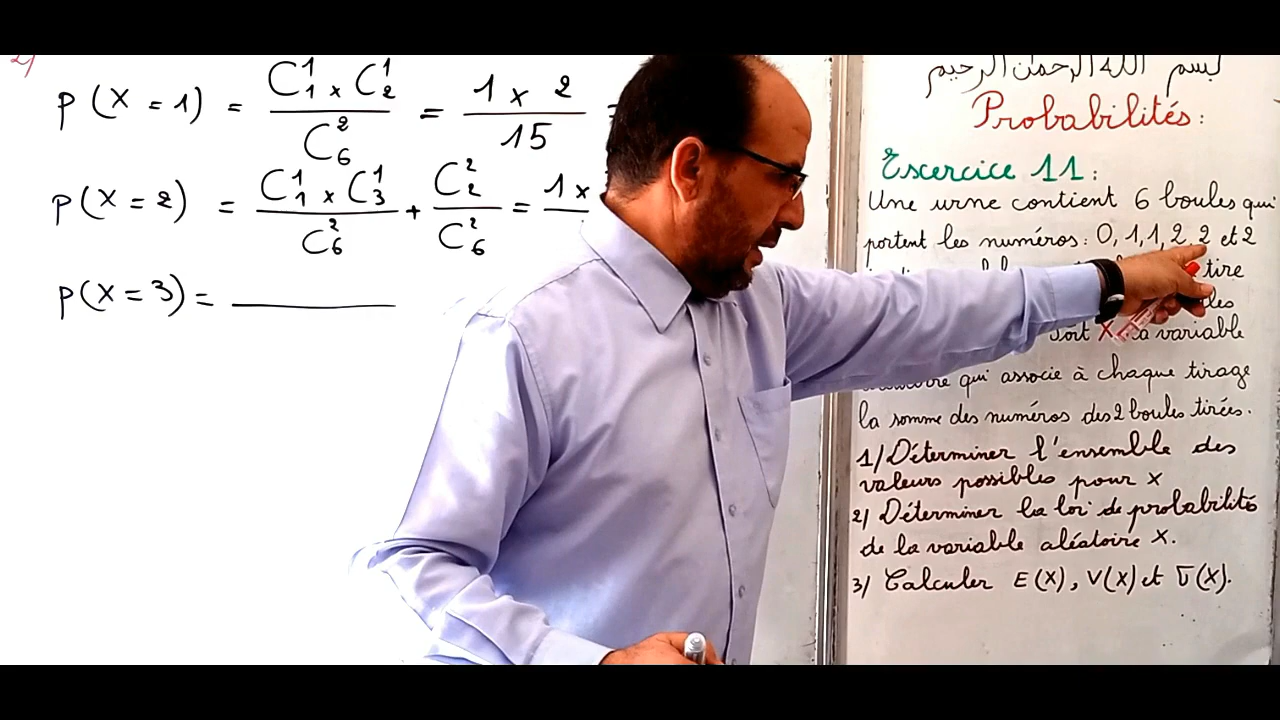 2/
p(X=1) = C¹₁ × C¹₂ / C²₆ = 1 × 2 / 15 =
p(X=2) = C¹₁ × C¹₃ / C²₆ + C²₂ / C²₆ = 1 ×
p(X=3) =
بسم الله الرحمان الرحيم
Probabilités :
Exercice 11 :
Une urne contient 6 boules qui
portent les numéros : 0, 1, 1, 2, 2 et 2
tire
Soit X la variable
qui associe à chaque tirage
la somme des numéros des 2 boules tirées.
1/ Déterminer l'ensemble des
valeurs possibles pour X
2/ Déterminer la loi de probabilité
de la variable aléatoire X.
3/ Calculer E(X), V(X) et σ(X).